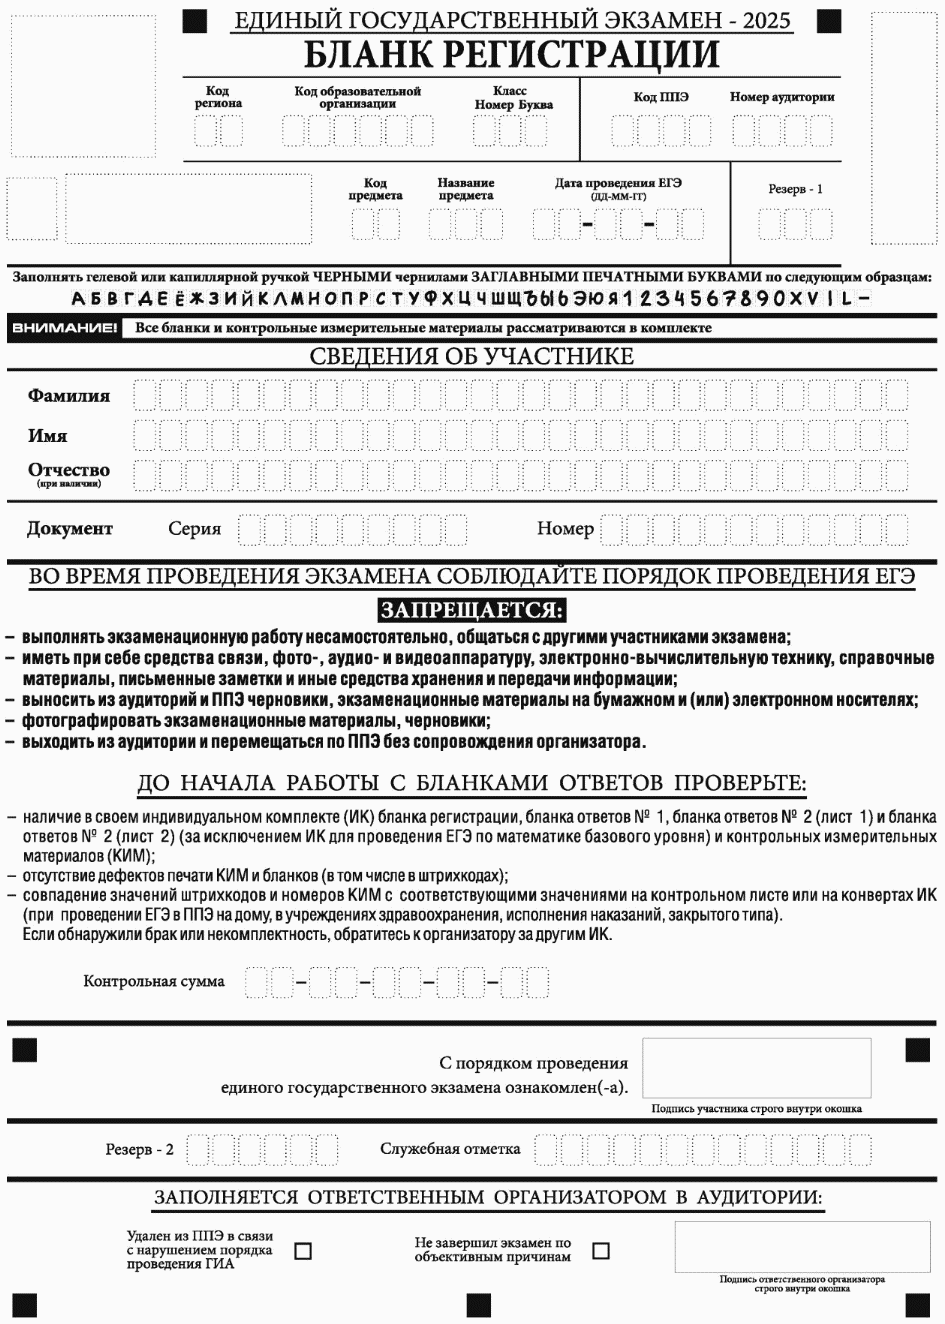 ЕДИНЫЙ ГОСУДАРСТВЕННЫЙ ЭКЗАМЕН - 2025
БЛАНК РЕГИСТРАЦИИ
Код региона
Код образовательной организации
Класс
Номер Буква
Код ППЭ
Номер аудитории
Код предмета
Название предмета
Дата проведения ЕГЭ
(ДД-ММ-ГГ)
Резерв - 1
Заполнять гелевой или капиллярной ручкой ЧЕРНЫМИ чернилами ЗАГЛАВНЫМИ ПЕЧАТНЫМИ БУКВАМИ по следующим образцам:
А Б В Г Д Е Ё Ж З И Й К Л М Н О П Р С Т У Ф Х Ц Ч Ш Щ Ъ Ы Ь Э Ю Я 1 2 3 4 5 6 7 8 9 0 X V I L –
ВНИМАНИЕ! Все бланки и контрольные измерительные материалы рассматриваются в комплекте
СВЕДЕНИЯ ОБ УЧАСТНИКЕ
Фамилия
Имя
Отчество
(при наличии)
Документ Серия Номер
ВО ВРЕМЯ ПРОВЕДЕНИЯ ЭКЗАМЕНА СОБЛЮДАЙТЕ ПОРЯДОК ПРОВЕДЕНИЯ ЕГЭ
ЗАПРЕЩАЕТСЯ:
– выполнять экзаменационную работу несамостоятельно, общаться с другими участниками экзамена;
– иметь при себе средства связи, фото-, аудио- и видеоаппаратуру, электронно-вычислительную технику, справочные
материалы, письменные заметки и иные средства хранения и передачи информации;
– выносить из аудиторий и ППЭ черновики, экзаменационные материалы на бумажном и (или) электронном носителях;
– фотографировать экзаменационные материалы, черновики;
– выходить из аудитории и перемещаться по ППЭ без сопровождения организатора.
ДО НАЧАЛА РАБОТЫ С БЛАНКАМИ ОТВЕТОВ ПРОВЕРЬТЕ:
– наличие в своем индивидуальном комплекте (ИК) бланка регистрации, бланка ответов № 1, бланка ответов № 2 (лист 1) и бланка
ответов № 2 (лист 2) (за исключением ИК для проведения ЕГЭ по математике базового уровня) и контрольных измерительных
материалов (КИМ);
– отсутствие дефектов печати КИМ и бланков (в том числе в штрихкодах);
– совпадение значений штрихкодов и номеров КИМ с соответствующими значениями на контрольном листе или на конвертах ИК
(при проведении ЕГЭ в ППЭ на дому, в учреждениях здравоохранения, исполнения наказаний, закрытого типа).
Если обнаружили брак или некомплектность, обратитесь к организатору за другим ИК.
Контрольная сумма
С порядком проведения
единого государственного экзамена ознакомлен(-а).
Подпись участника строго внутри окошка
Резерв - 2 Служебная отметка
ЗАПОЛНЯЕТСЯ ОТВЕТСТВЕННЫМ ОРГАНИЗАТОРОМ В АУДИТОРИИ:
Удален из ППЭ в связи
с нарушением порядка
проведения ГИА
Не завершил экзамен по
объективным причинам
Подпись ответственного организатора
строго внутри окошка